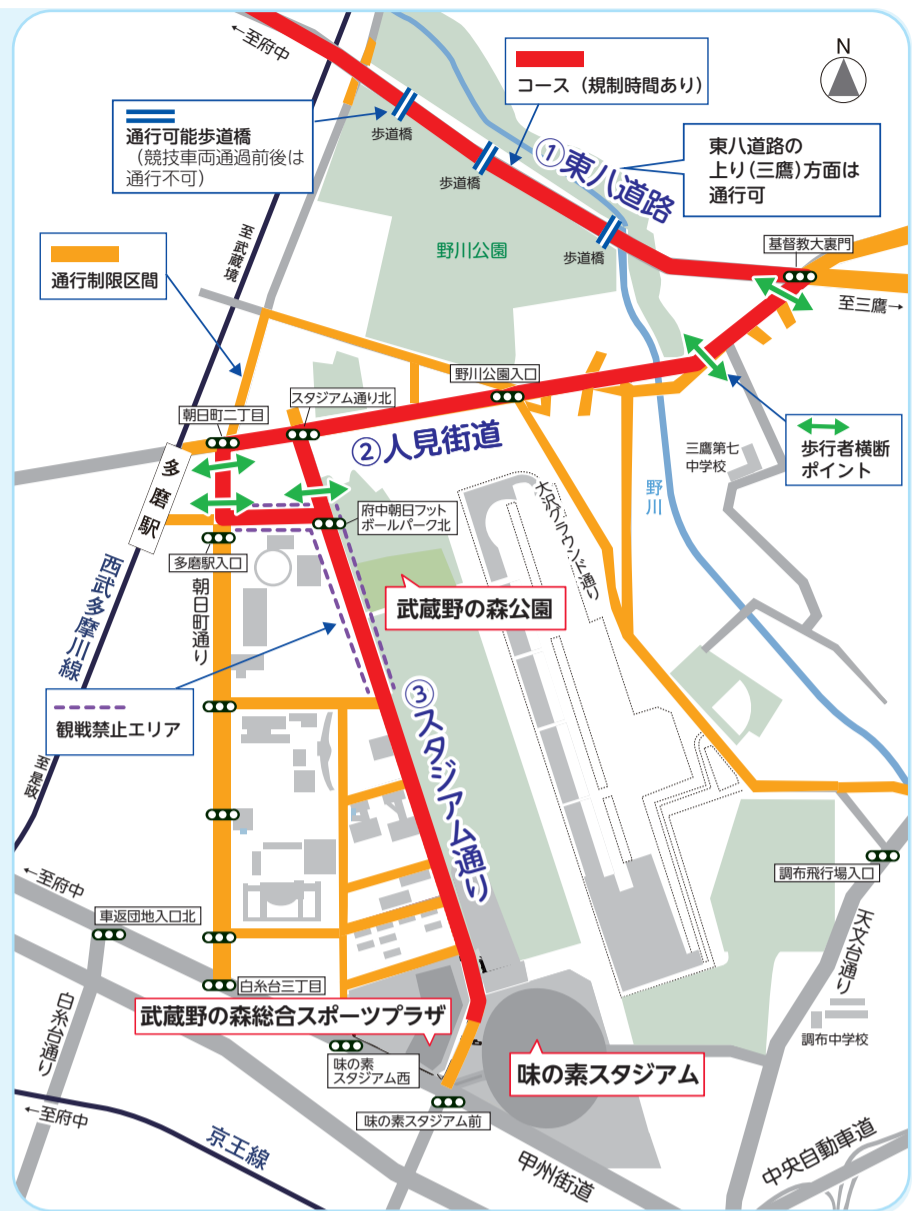 ←至府中
N
コース（規制時間あり）
通行可能歩道橋
（競技車両通過前後は
通行不可）
歩道橋
歩道橋
歩道橋
①東八道路
東八道路の
上り（三鷹）方面は
通行可
至武蔵境
通行制限区間
野川公園
基督教大裏門
至三鷹→
野川公園入口
スタジアム通り北
朝日町二丁目
②人見街道
三鷹第七
中学校
歩行者横断
ポイント
多磨駅
野川
大沢グラウンド通り
府中朝日フット
ボールパーク北
多磨駅入口
西武多摩川線
朝日町通り
武蔵野の森公園
観戦禁止エリア
③スタジアム通り
至是政
←至府中
調布飛行場入口
車返団地入口北
天文台通り
白糸台三丁目
白糸台通り
武蔵野の森総合スポーツプラザ
味の素
スタジアム西
味の素スタジアム
調布中学校
←至府中
味の素スタジアム前
京王線
甲州街道
中央自動車道